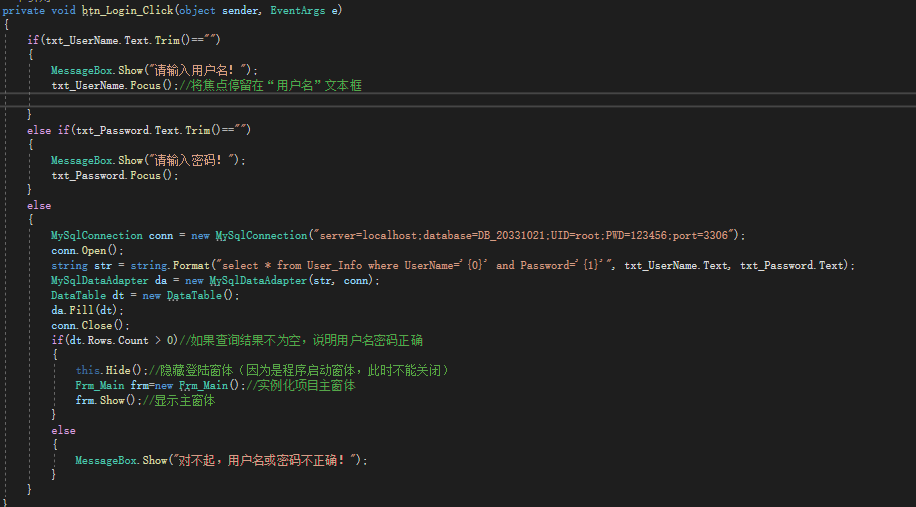 private void btn_Login_Click(object sender, EventArgs e)
{
if(txt_UserName.Text.Trim()=="")
{
MessageBox.Show("请输入用户名！");
txt_UserName.Focus();//将焦点停留在“用户名”文本框
}
else if(txt_Password.Text.Trim()=="")
{
MessageBox.Show("请输入密码！");
txt_Password.Focus();
}
else
{
MySqlConnection conn = new MySqlConnection("server=localhost;database=DB_20331021;UID=root;PWD=123456;port=3306");
conn.Open();
string str = string.Format("select * from User_Info where UserName='{0}' and Password='{1}'", txt_UserName.Text, txt_Password.Text);
MySqlDataAdapter da = new MySqlDataAdapter(str, conn);
DataTable dt = new DataTable();
da.Fill(dt);
conn.Close();
if(dt.Rows.Count > 0)//如果查询结果不为空，说明用户名密码正确
{
this.Hide();//隐藏登陆窗体（因为是程序启动窗体，此时不能关闭）
Frm_Main frm=new Frm_Main();//实例化项目主窗体
frm.Show();//显示主窗体
}
else
{
MessageBox.Show("对不起，用户名或密码不正确！");
}
}
}